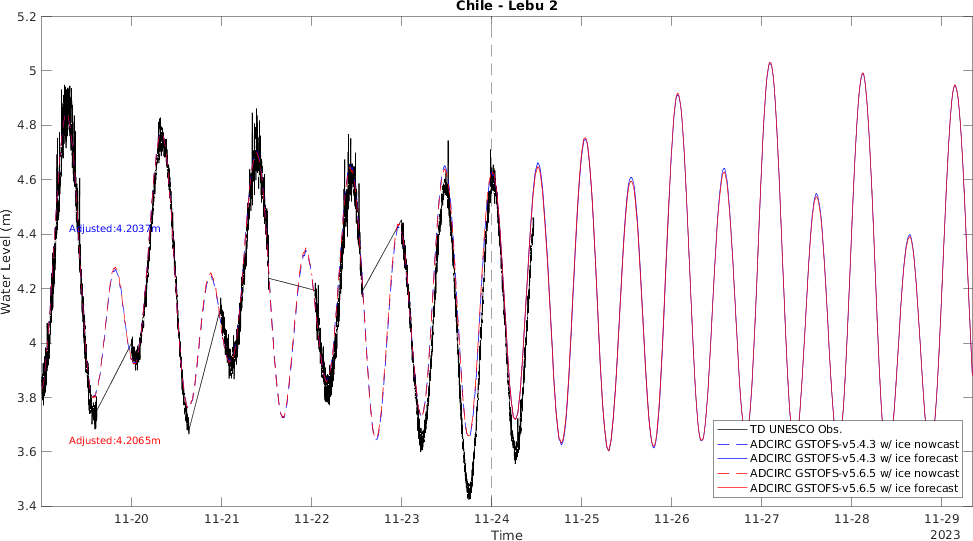 Chile - Lebu 2
5.2
5
4.8
4.6
4.4
4.2
4
3.8
3.6
3.4
Water Level (m)
Adjusted:4.2037m
Adjusted:4.2065m
TD UNESCO Obs.
ADCIRC GSTOFS-v5.4.3 w/ ice nowcast
ADCIRC GSTOFS-v5.4.3 w/ ice forecast
ADCIRC GSTOFS-v5.6.5 w/ ice nowcast
ADCIRC GSTOFS-v5.6.5 w/ ice forecast
11-20 11-21 11-22 11-23 11-24 11-25 11-26 11-27 11-28 11-29
2023
Time